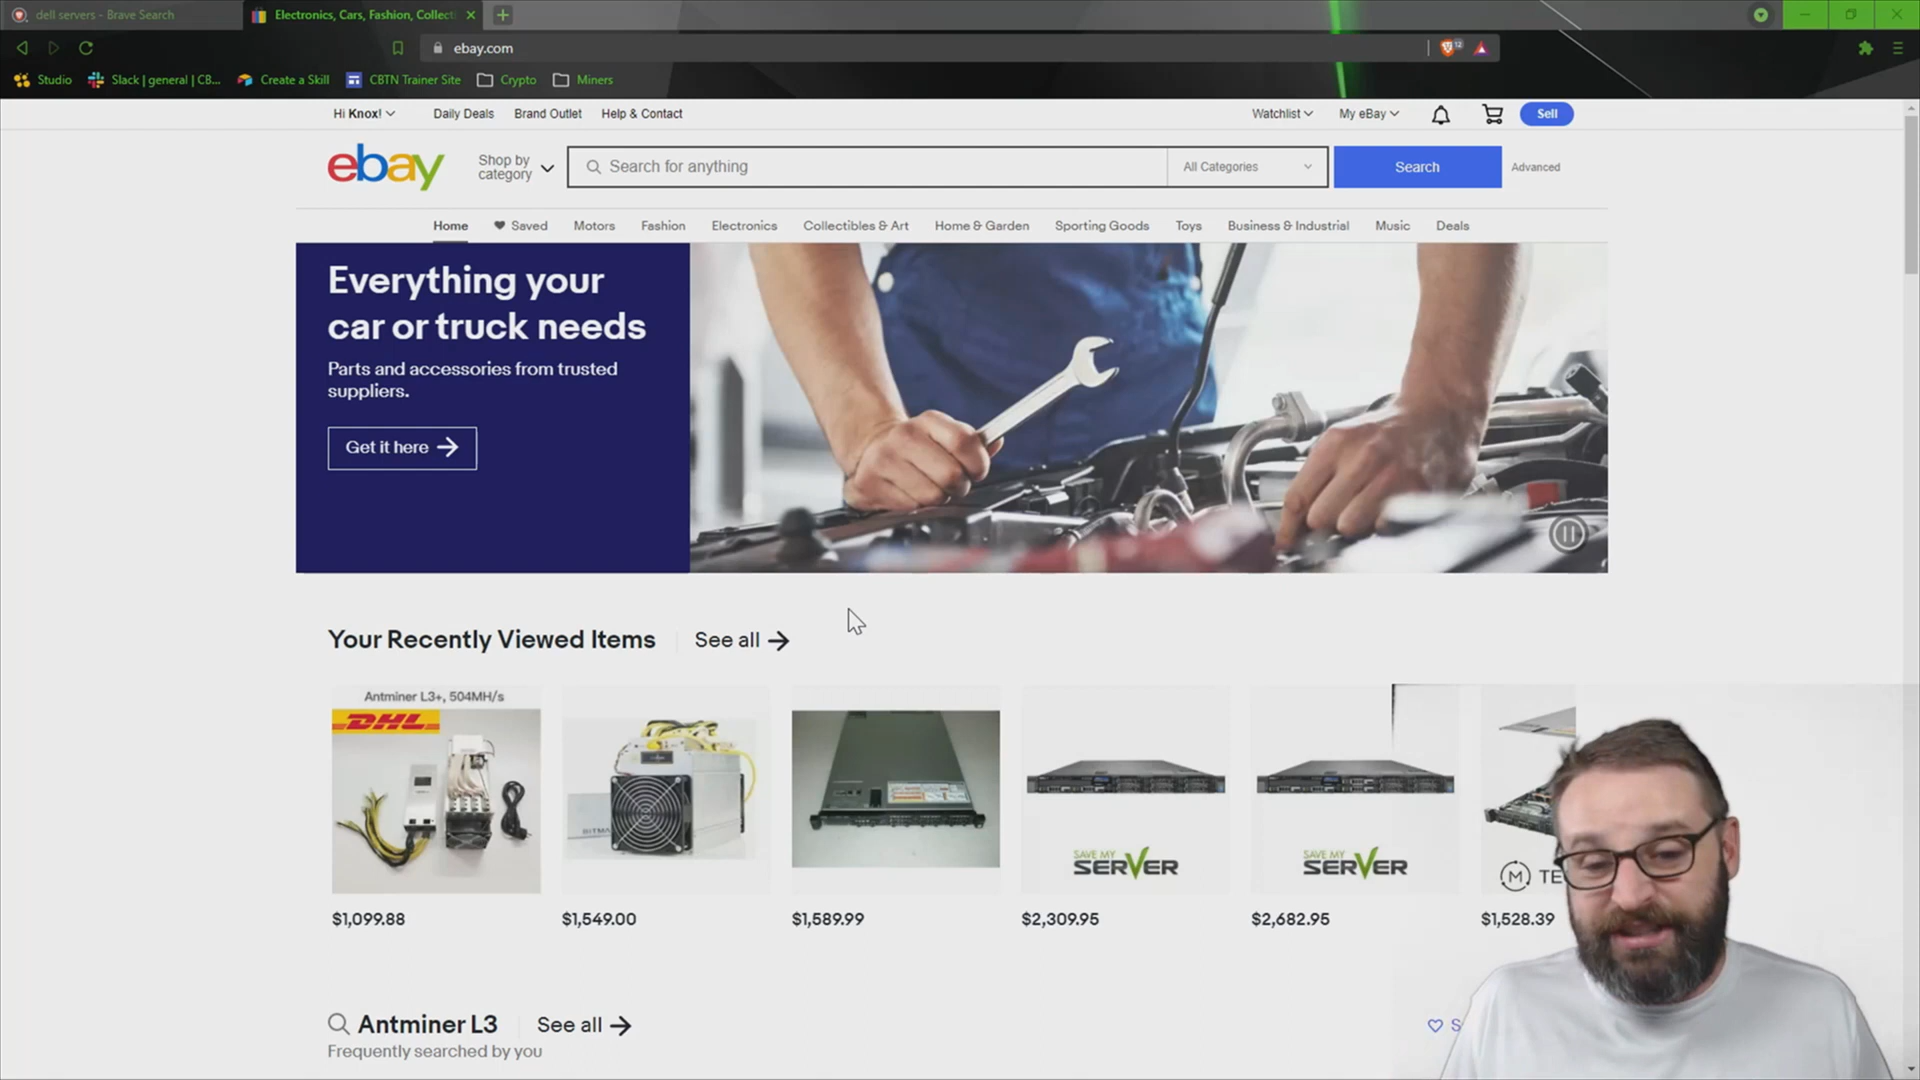 dell servers - Brave Search
Electronics, Cars, Fashion, Collecti
ebay.com
12
Studio
Slack | general | CB...
Create a Skill
CBTN Trainer Site
Crypto
Miners
Hi Knox!
Daily Deals
Brand Outlet
Help & Contact
Watchlist
My eBay
Sell
ebay
Shop by
category
Search for anything
All Categories
Search
Advanced
Home
Saved
Motors
Fashion
Electronics
Collectibles & Art
Home & Garden
Sporting Goods
Toys
Business & Industrial
Music
Deals
Everything your
car or truck needs
Parts and accessories from trusted
suppliers.
Get it here
Your Recently Viewed Items
See all
Antminer L3+, 504MH/s
DHL
BITMA
SAVE MY
SERVER
SAVE MY
SERVER
M TE
$1,099.88
$1,549.00
$1,589.99
$2,309.95
$2,682.95
$1,528.39
Antminer L3
See all
S
Frequently searched by you